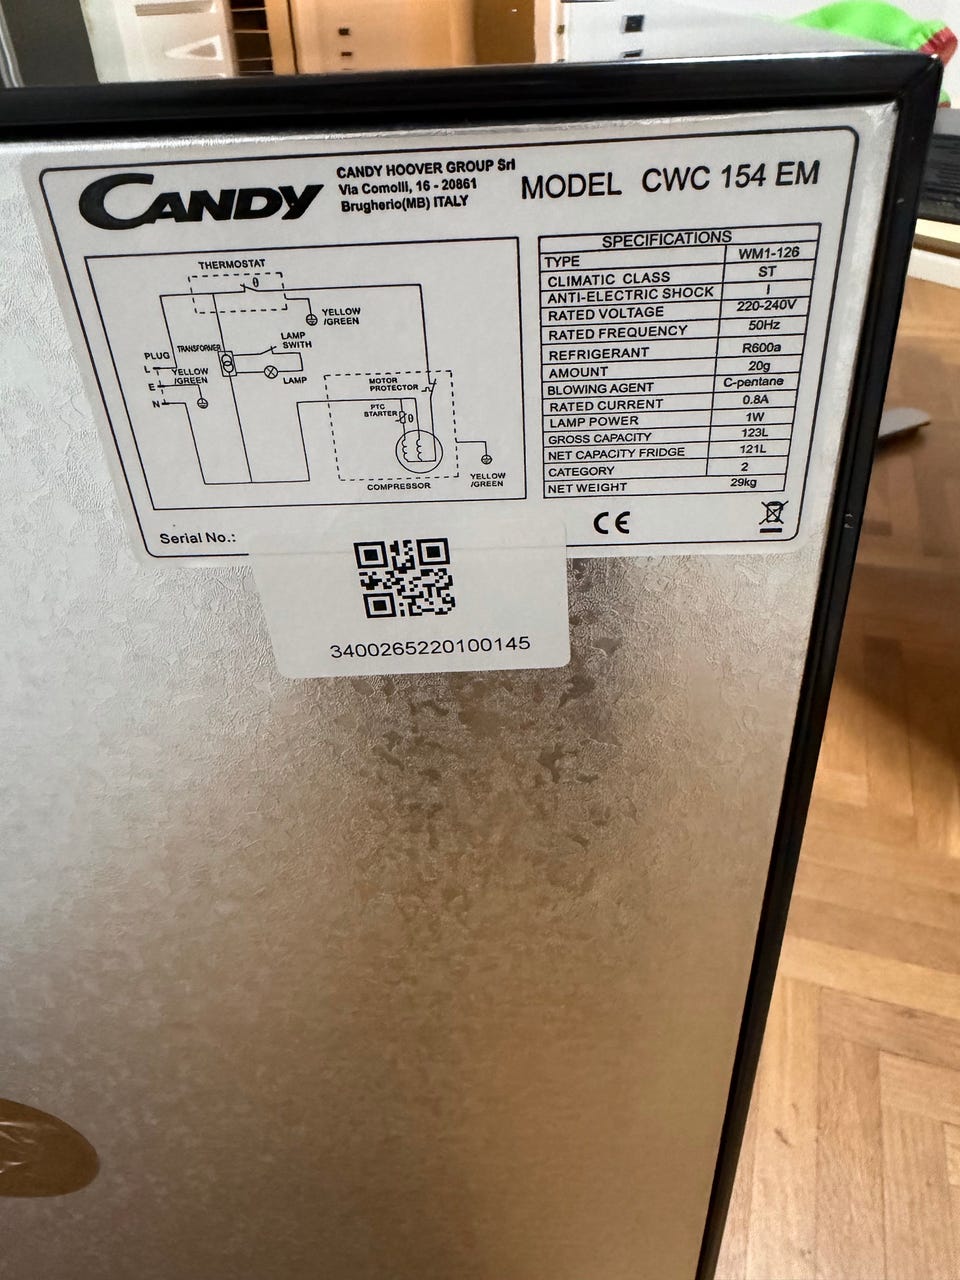 CANDY
CANDY HOOVER GROUP Srl
Via Comolli, 16 - 20861
Brugherio(MB) ITALY
MODEL CWC 154 EM
THERMOSTAT
θ
YELLOW
/GREEN
LAMP
SWITH
TRANSFORMER
PLUG
L
YELLOW
/GREEN
E
N
LAMP
MOTOR
PROTECTOR
PTC
STARTER
θ
COMPRESSOR
YELLOW
/GREEN
SPECIFICATIONS
TYPE WM1-126
CLIMATIC CLASS ST
ANTI-ELECTRIC SHOCK I
RATED VOLTAGE 220-240V
RATED FREQUENCY 50Hz
REFRIGERANT R600a
AMOUNT 20g
BLOWING AGENT C-pentane
RATED CURRENT 0.8A
LAMP POWER 1W
GROSS CAPACITY 123L
NET CAPACITY FRIDGE 121L
CATEGORY 2
NET WEIGHT 29kg
Serial No.:
CE
3400265220100145